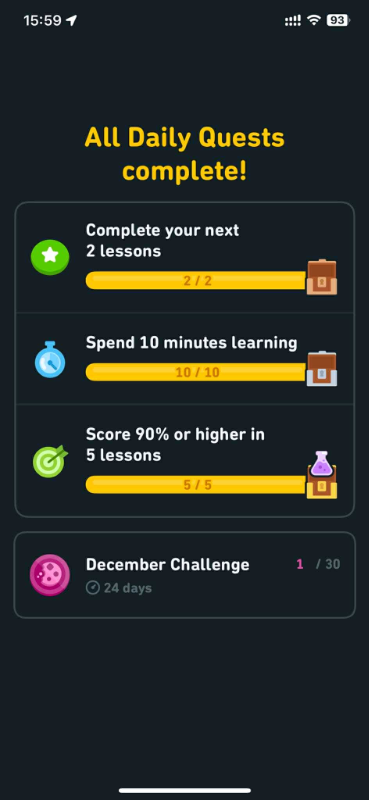 15:59
93
All Daily Quests
complete!
Complete your next
2 lessons
2 / 2
Spend 10 minutes learning
10 / 10
Score 90% or higher in
5 lessons
5 / 5
December Challenge
1 / 30
24 days